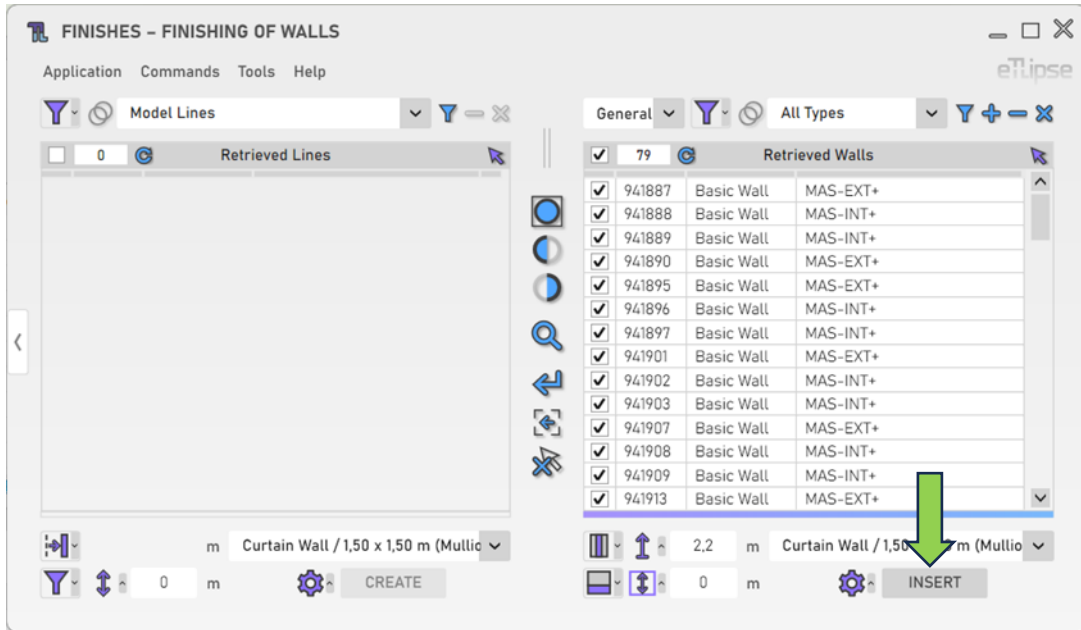 FINISHES – FINISHING OF WALLS
Application Commands Tools Help
eTLipse
Model Lines
General All Types
0 Retrieved Lines
79 Retrieved Walls
941887 Basic Wall MAS-EXT+
941888 Basic Wall MAS-INT+
941889 Basic Wall MAS-INT+
941890 Basic Wall MAS-EXT+
941895 Basic Wall MAS-EXT+
941896 Basic Wall MAS-INT+
941897 Basic Wall MAS-INT+
941901 Basic Wall MAS-EXT+
941902 Basic Wall MAS-INT+
941903 Basic Wall MAS-INT+
941907 Basic Wall MAS-EXT+
941908 Basic Wall MAS-INT+
941909 Basic Wall MAS-INT+
941913 Basic Wall MAS-EXT+
m Curtain Wall / 1,50 x 1,50 m (Mullic
2,2 m Curtain Wall / 1,50 m (Mullio
0 m CREATE
0 m INSERT